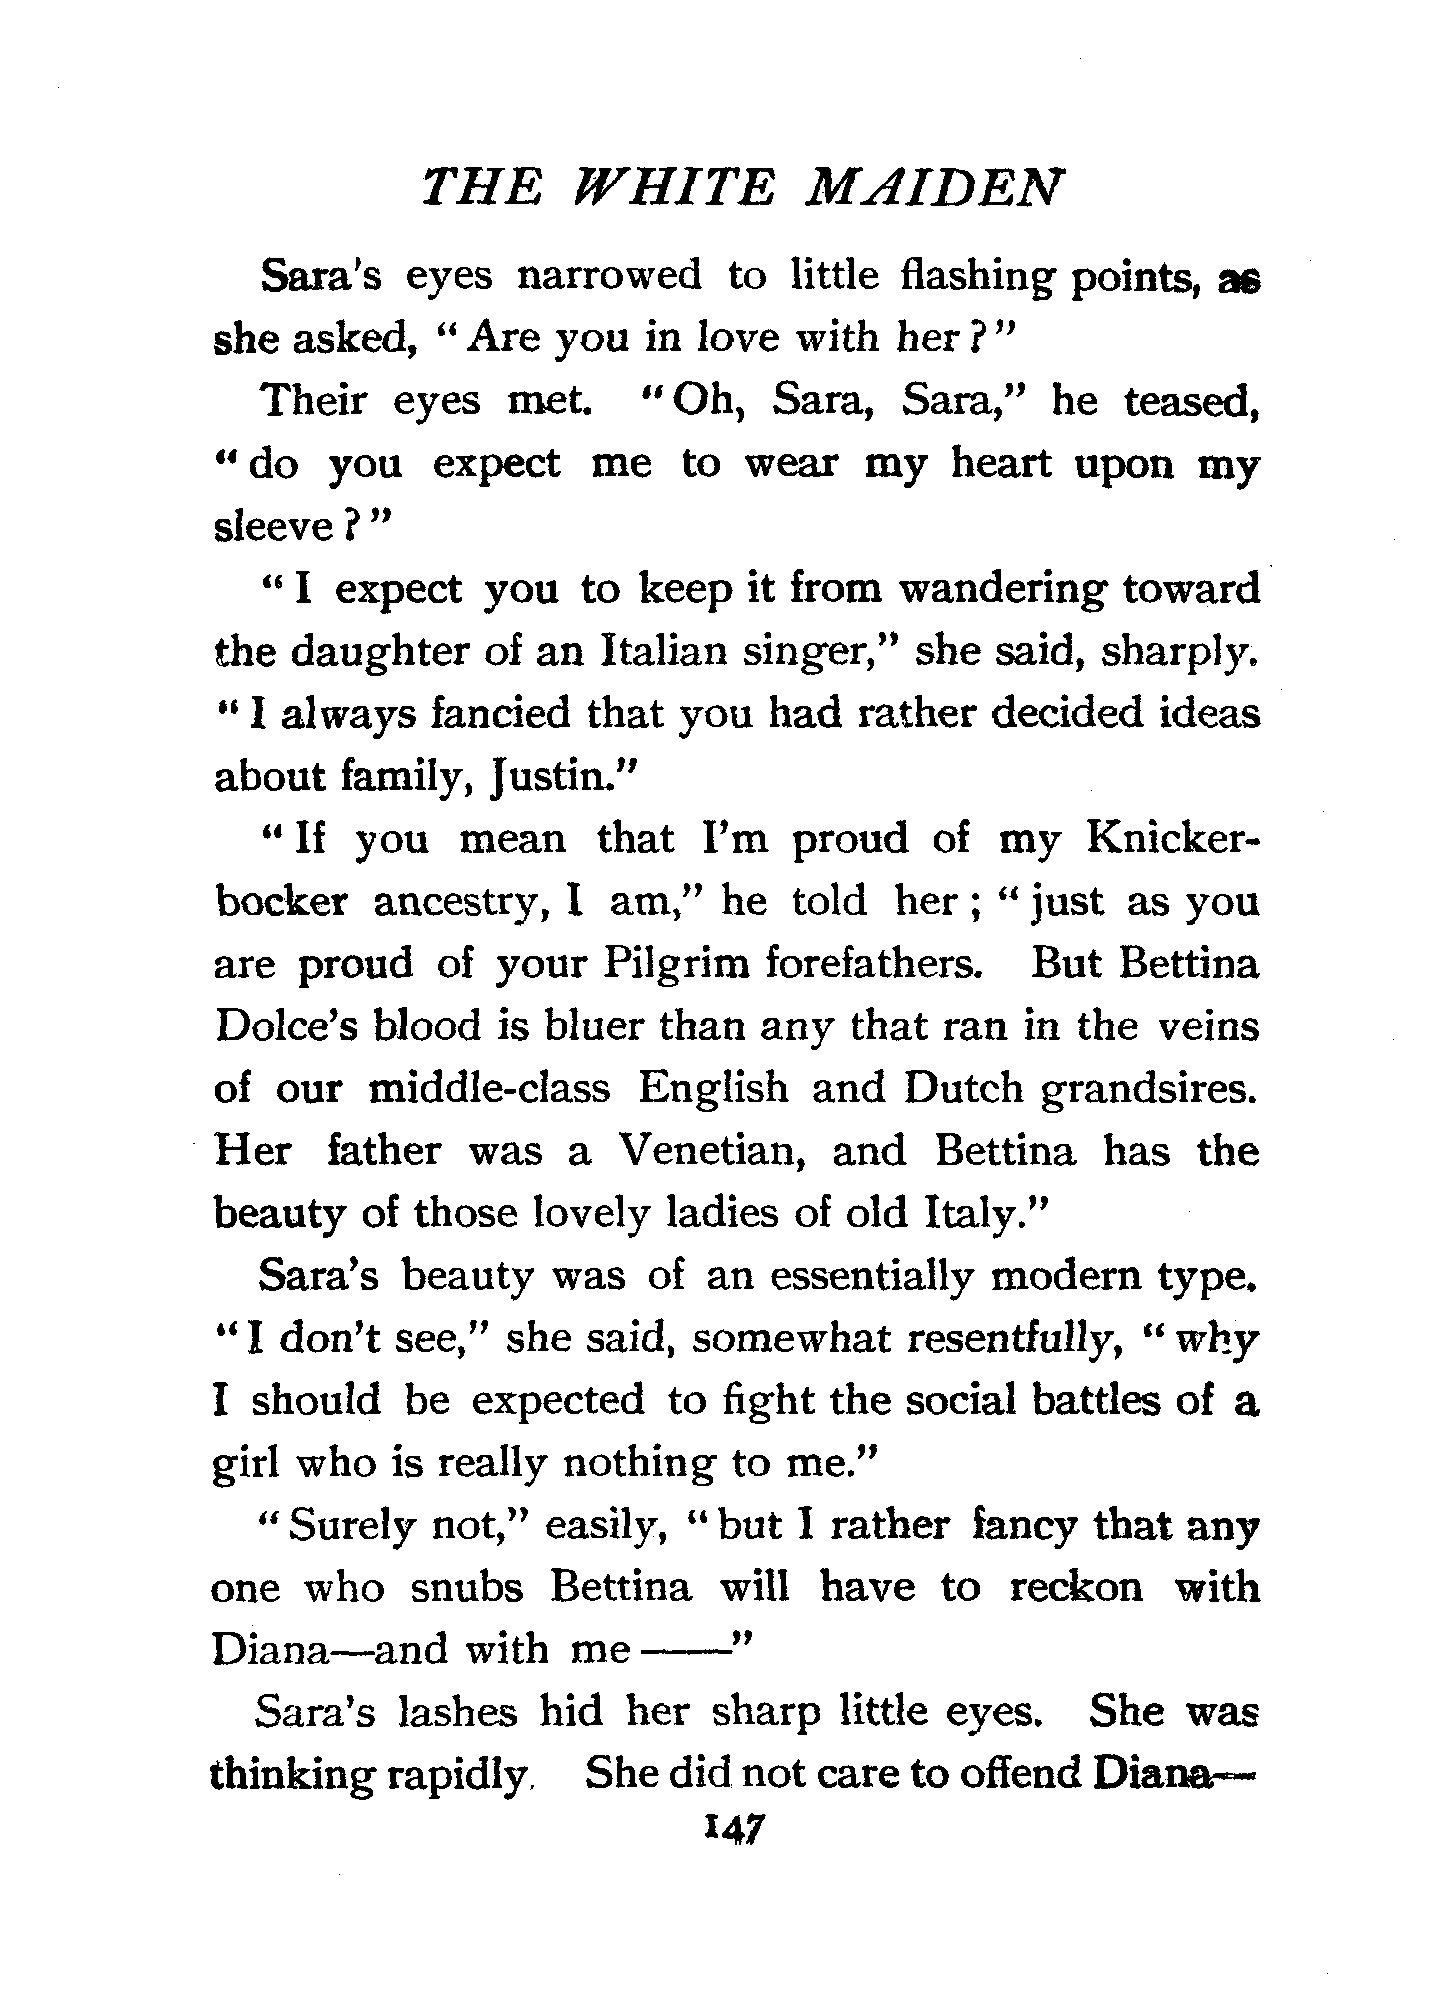 THE WHITE MAIDEN
Sara's eyes narrowed to little flashing points, as
she asked, "Are you in love with her?"
Their eyes met. "Oh, Sara, Sara," he teased,
"do you expect me to wear my heart upon my
sleeve?"
"I expect you to keep it from wandering toward
the daughter of an Italian singer," she said, sharply.
"I always fancied that you had rather decided ideas
about family, Justin."
"If you mean that I'm proud of my Knicker-
bocker ancestry, I am," he told her; "just as you
are proud of your Pilgrim forefathers. But Bettina
Dolce's blood is bluer than any that ran in the veins
of our middle-class English and Dutch grandsires.
Her father was a Venetian, and Bettina has the
beauty of those lovely ladies of old Italy."
Sara's beauty was of an essentially modern type.
"I don't see," she said, somewhat resentfully, "why
I should be expected to fight the social battles of a
girl who is really nothing to me."
"Surely not," easily, "but I rather fancy that any
one who snubs Bettina will have to reckon with
Diana—and with me——"
Sara's lashes hid her sharp little eyes. She was
thinking rapidly. She did not care to offend Diana—
147